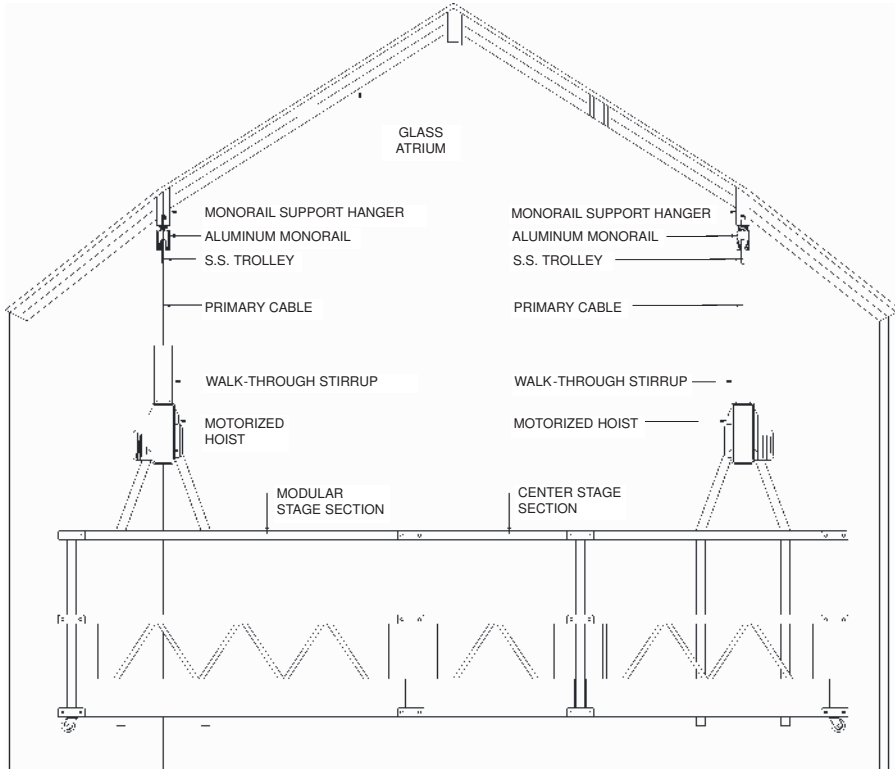 GLASS
ATRIUM
MONORAIL SUPPORT HANGER
MONORAIL SUPPORT HANGER
ALUMINUM MONORAIL
ALUMINUM MONORAIL
S.S. TROLLEY
S.S. TROLLEY
PRIMARY CABLE
PRIMARY CABLE
WALK-THROUGH STIRRUP
WALK-THROUGH STIRRUP
MOTORIZED
HOIST
MOTORIZED HOIST
MODULAR
STAGE SECTION
CENTER STAGE
SECTION